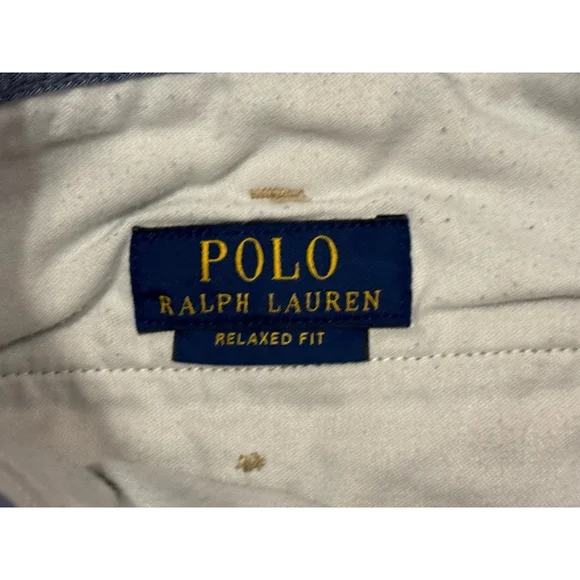 POLO
RALPH LAUREN
RELAXED FIT